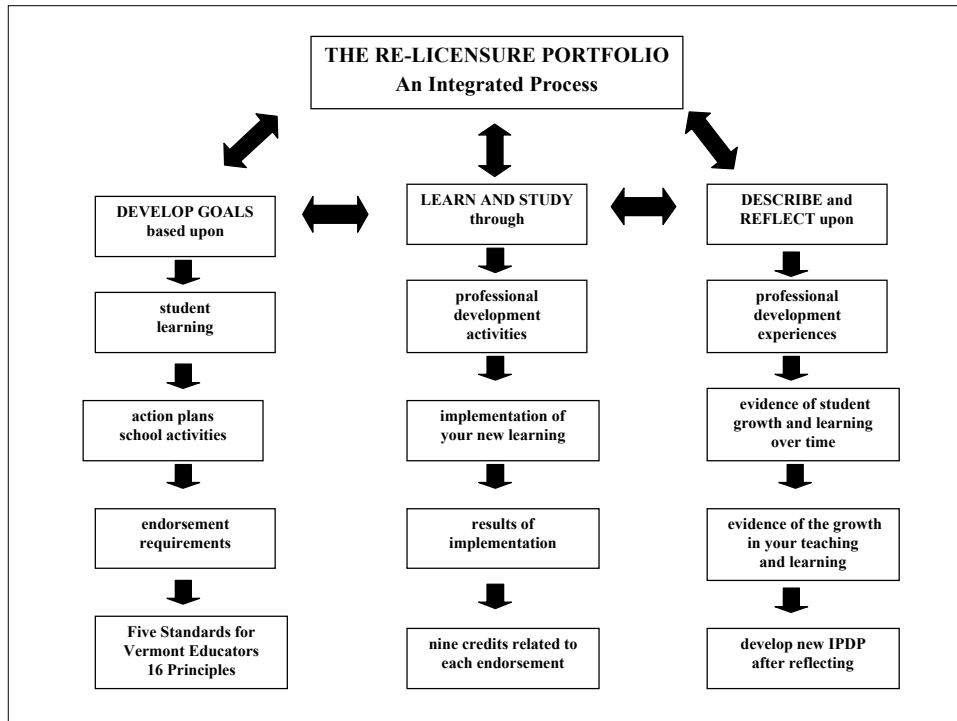 THE RE-LICENSURE PORTFOLIO
An Integrated Process
DEVELOP GOALS
based upon
student
learning
action plans
school activities
endorsement
requirements
Five Standards for
Vermont Educators
16 Principles
LEARN AND STUDY
through
professional
development
activities
implementation of
your new learning
results of
implementation
nine credits related to
each endorsement
DESCRIBE and
REFLECT upon
professional
development
experiences
evidence of student
growth and learning
over time
evidence of the growth
in your teaching
and learning
develop new IPDP
after reflecting